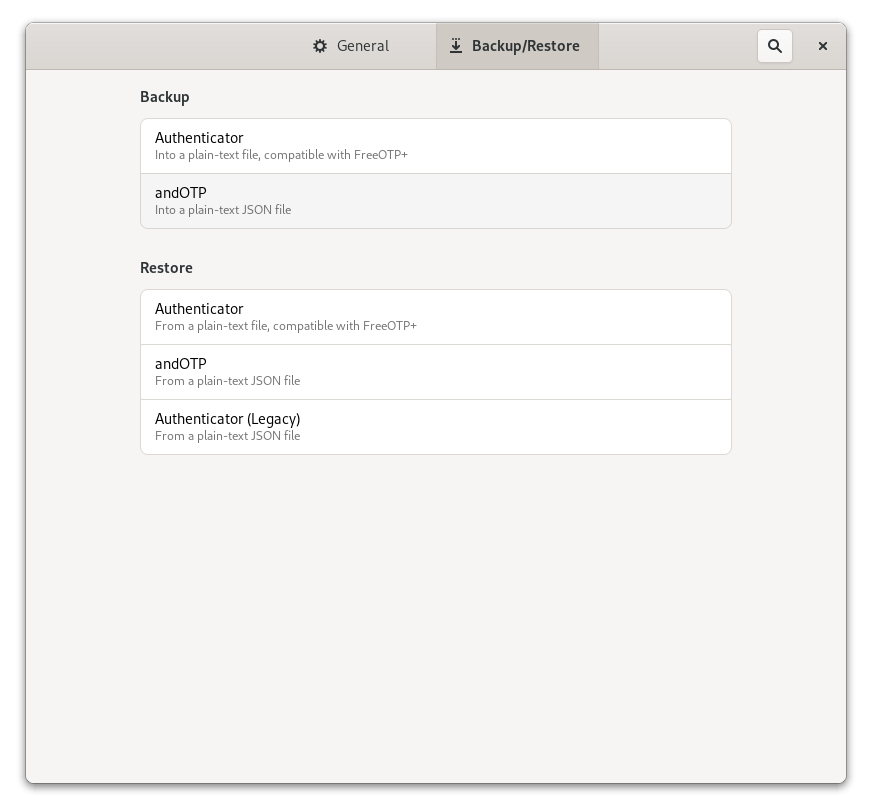 General
Backup/Restore
Backup
Authenticator
Into a plain-text file, compatible with FreeOTP+
andOTP
Into a plain-text JSON file
Restore
Authenticator
From a plain-text file, compatible with FreeOTP+
andOTP
From a plain-text JSON file
Authenticator (Legacy)
From a plain-text JSON file